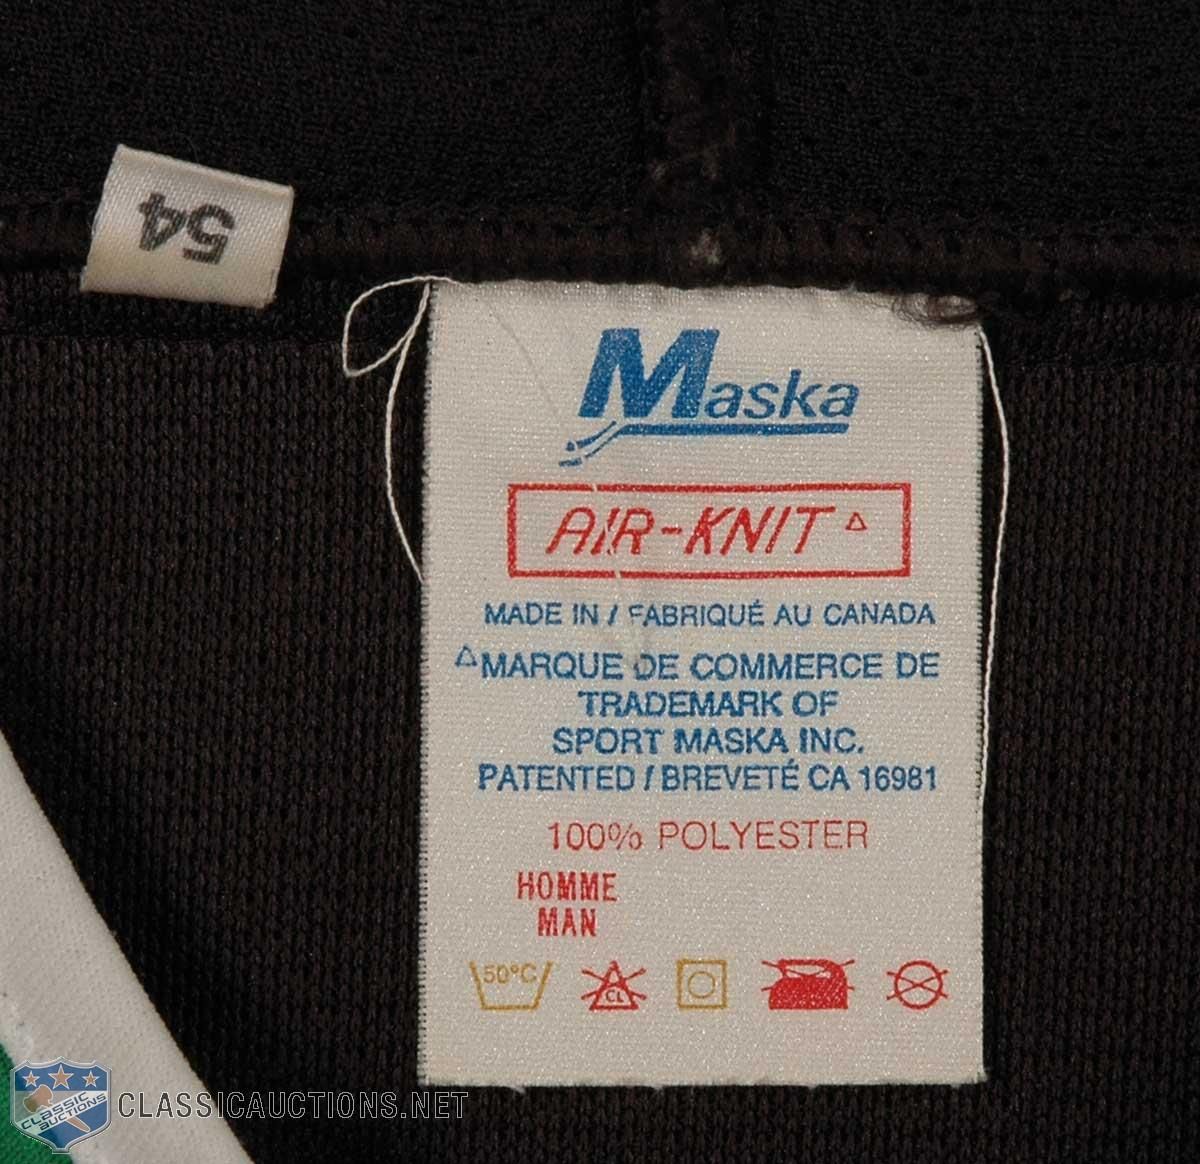 54
Maska
AIR-KNIT △
MADE IN / FABRIQUÉ AU CANADA
△MARQUE DE COMMERCE DE
TRADEMARK OF
SPORT MASKA INC.
PATENTED / BREVETÉ CA 16981
100% POLYESTER
HOMME
MAN
50°C
CL
CLASSIC AUCTIONS
CLASSICAUCTIONS.NET